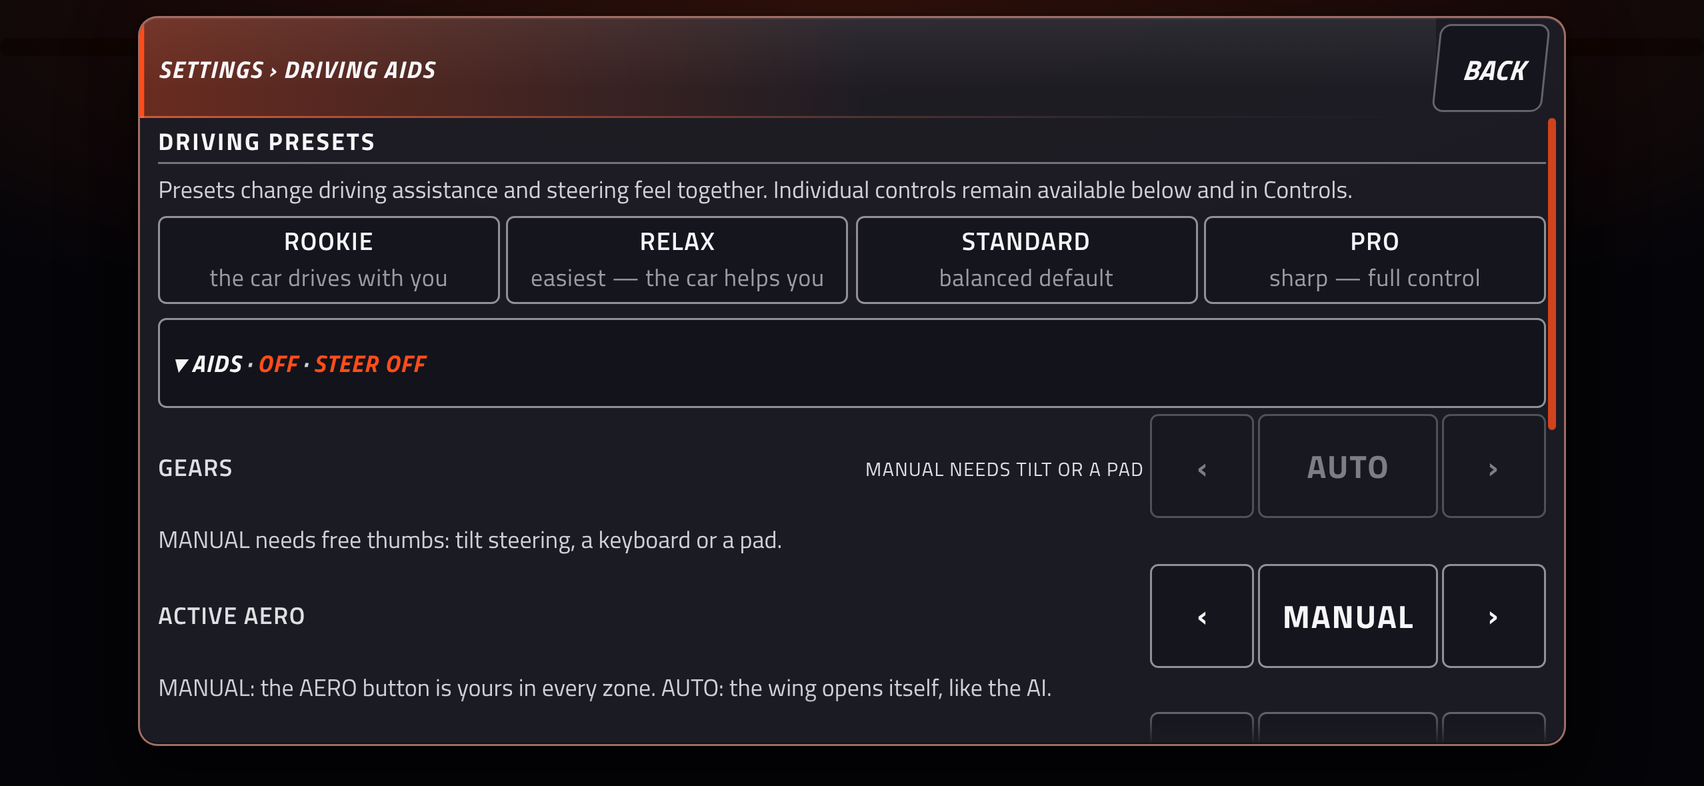 SETTINGS › DRIVING AIDS
BACK
DRIVING PRESETS
Presets change driving assistance and steering feel together. Individual controls remain available below and in Controls.
ROOKIE
the car drives with you
RELAX
easiest — the car helps you
STANDARD
balanced default
PRO
sharp — full control
▼ AIDS · OFF · STEER OFF
GEARS
MANUAL NEEDS TILT OR A PAD
‹ AUTO ›
MANUAL needs free thumbs: tilt steering, a keyboard or a pad.
ACTIVE AERO
‹ MANUAL ›
MANUAL: the AERO button is yours in every zone. AUTO: the wing opens itself, like the AI.